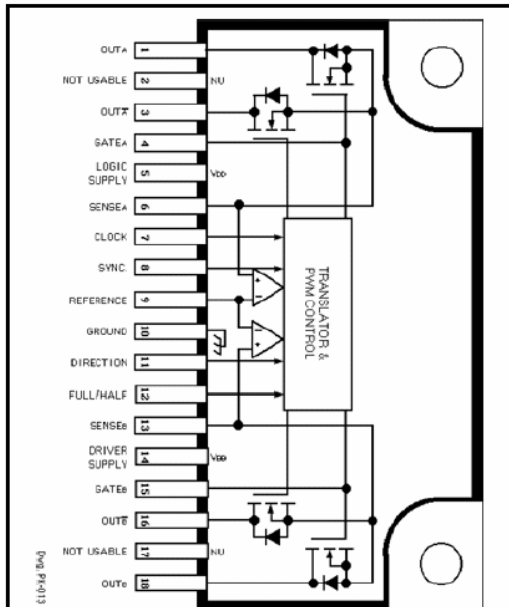 OUTA 1
NOT USABLE 2 NU
OUTA̅ 3
GATEA 4
LOGIC
SUPPLY 5 VDD
SENSEA 6
CLOCK 7
SYNC. 8
REFERENCE 9
GROUND 10
DIRECTION 11
FULL/HALF 12
SENSEB 13
DRIVER
SUPPLY 14 VBB
GATEB 15
OUTB̅ 16
NOT USABLE 17 NU
OUTB 18
+
−
−
+
TRANSLATOR &
PWM CONTROL
Dwg. PK-013